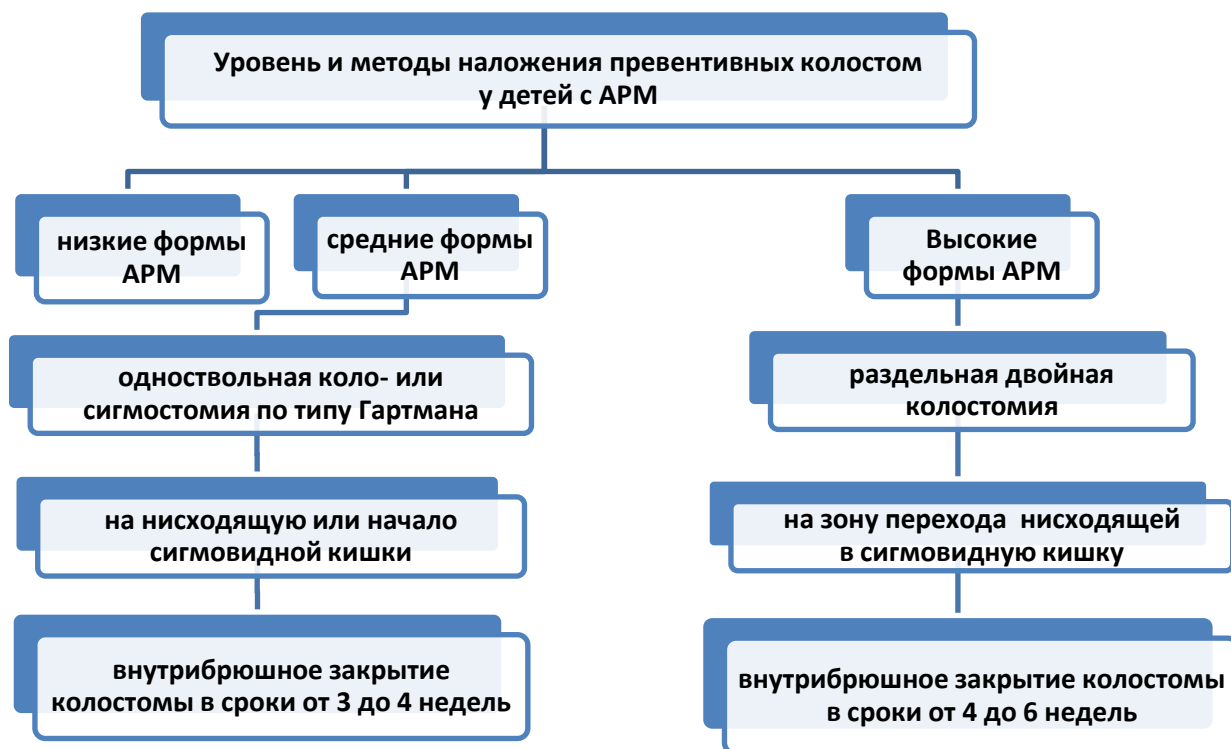 Уровень и методы наложения превентивных колостом
у детей с АРМ
низкие формы
АРМ
средние формы
АРМ
Высокие
формы АРМ
одноствольная коло- или
сигмостомия по типу Гартмана
раздельная двойная
колостомия
на нисходящую или начало
сигмовидной кишки
на зону перехода нисходящей
в сигмовидную кишку
внутрибрюшное закрытие
колостомы в сроки от 3 до 4 недель
внутрибрюшное закрытие колостомы
в сроки от 4 до 6 недель